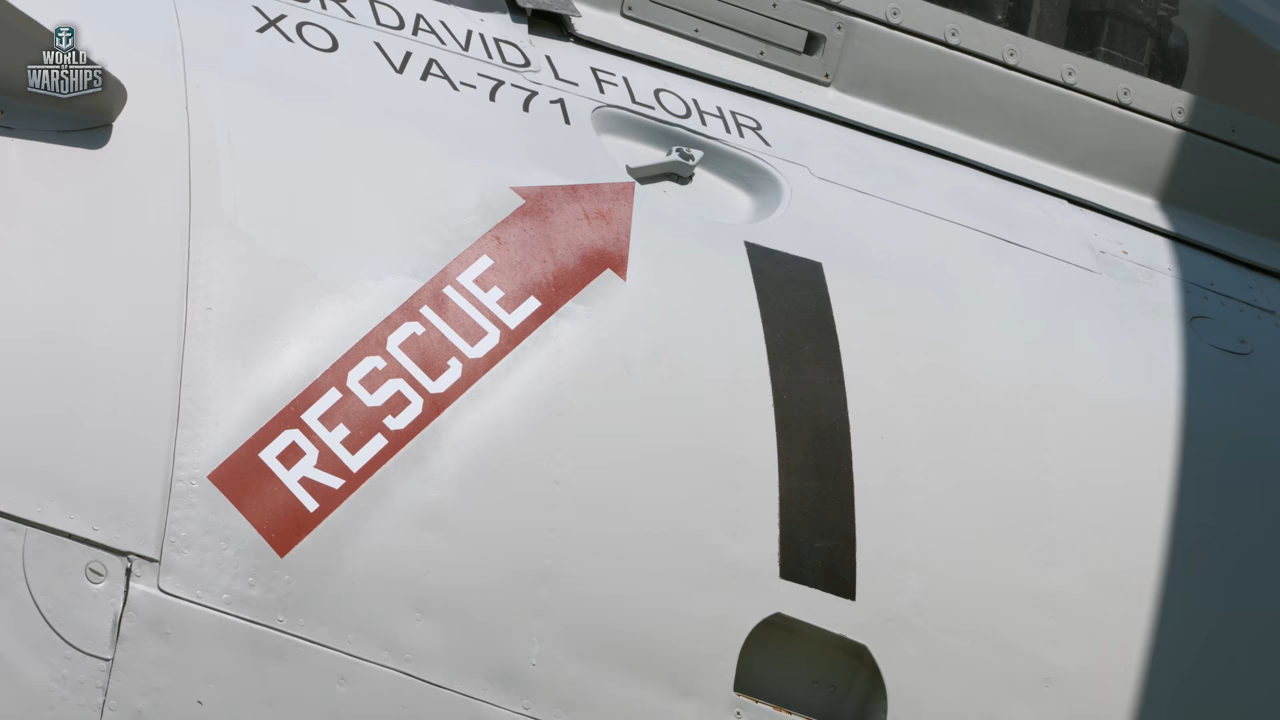 WORLD
OF
WARSHIPS
DAVID L FLOHR
XO VA-771
RESCUE